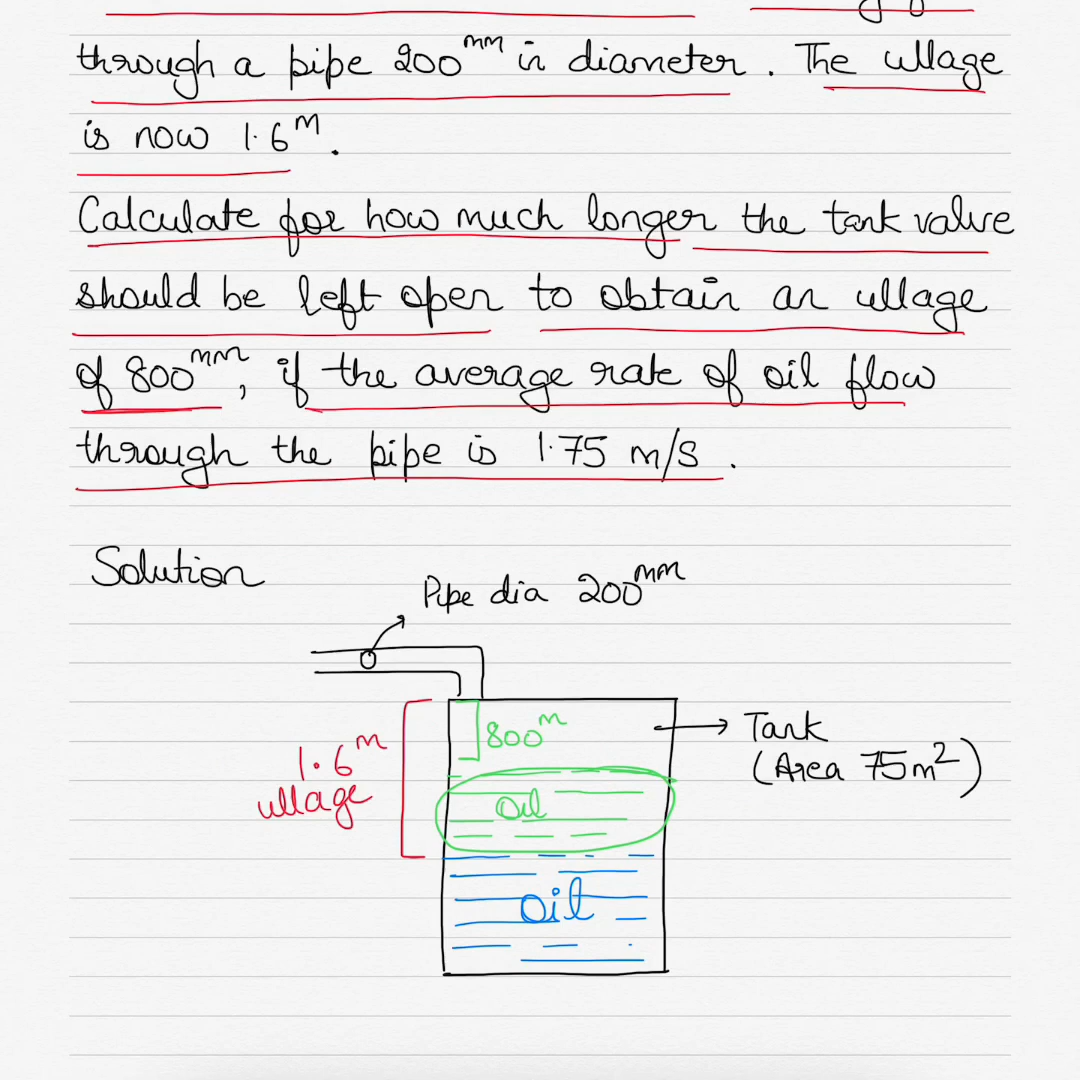 through a pipe 200mm in diameter. The ullage
is now 1.6m.
Calculate for how much longer the tank valve
should be left open to obtain an ullage
of 800mm, if the average rate of oil flow
through the pipe is 1.75 m/s.
Solution
Pipe dia 200mm
800m
1.6m
ullage
Tank
(Area 75m²)
oil
oil